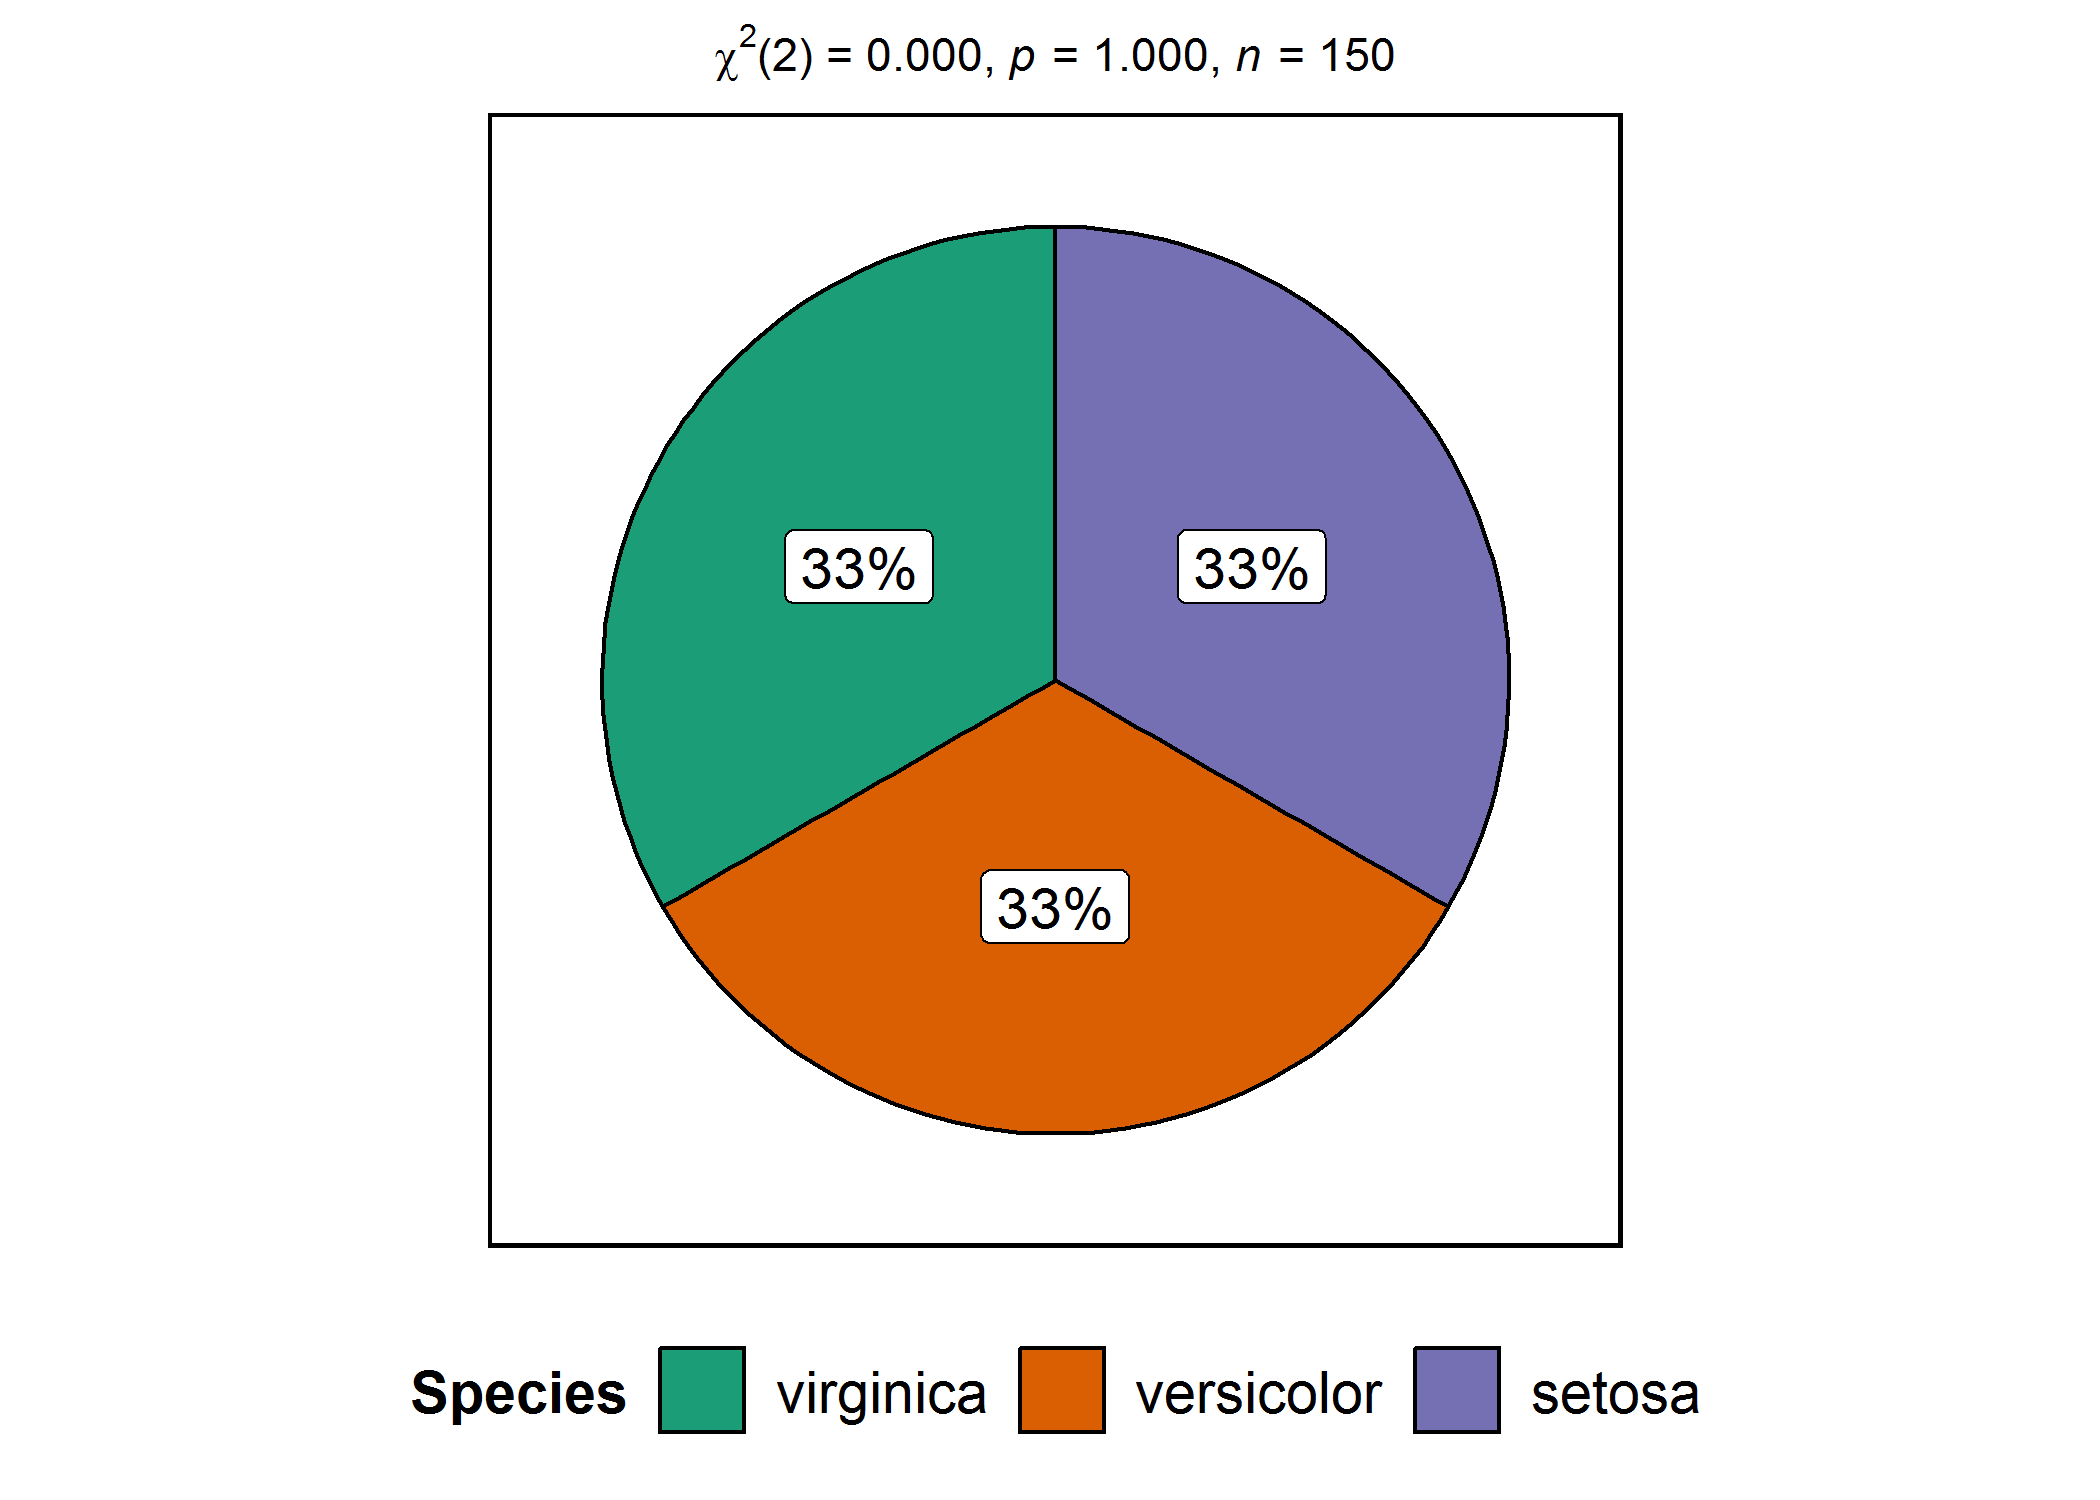 χ²(2) = 0.000, p = 1.000, n = 150
33%
33%
33%
Species virginica versicolor setosa